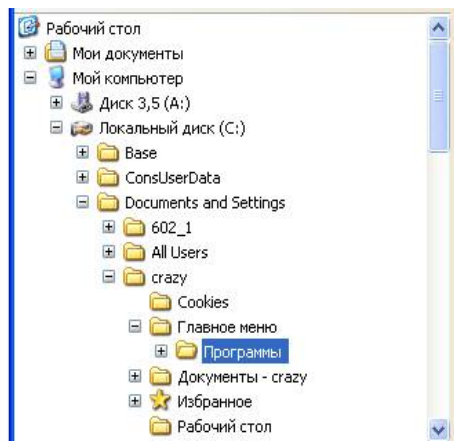 Рабочий стол
Мои документы
Мой компьютер
Диск 3,5 (A:)
Локальный диск (C:)
Base
ConsUserData
Documents and Settings
602_1
All Users
crazy
Cookies
Главное меню
Программы
Документы - crazy
Избранное
Рабочий стол